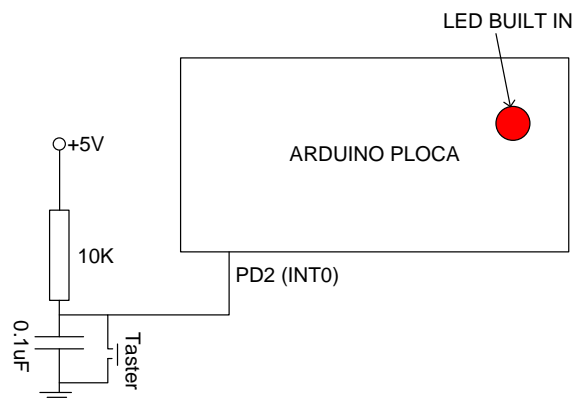 LED BUILT IN
+5V
ARDUINO PLOCA
10K
PD2 (INT0)
0.1uF
Taster